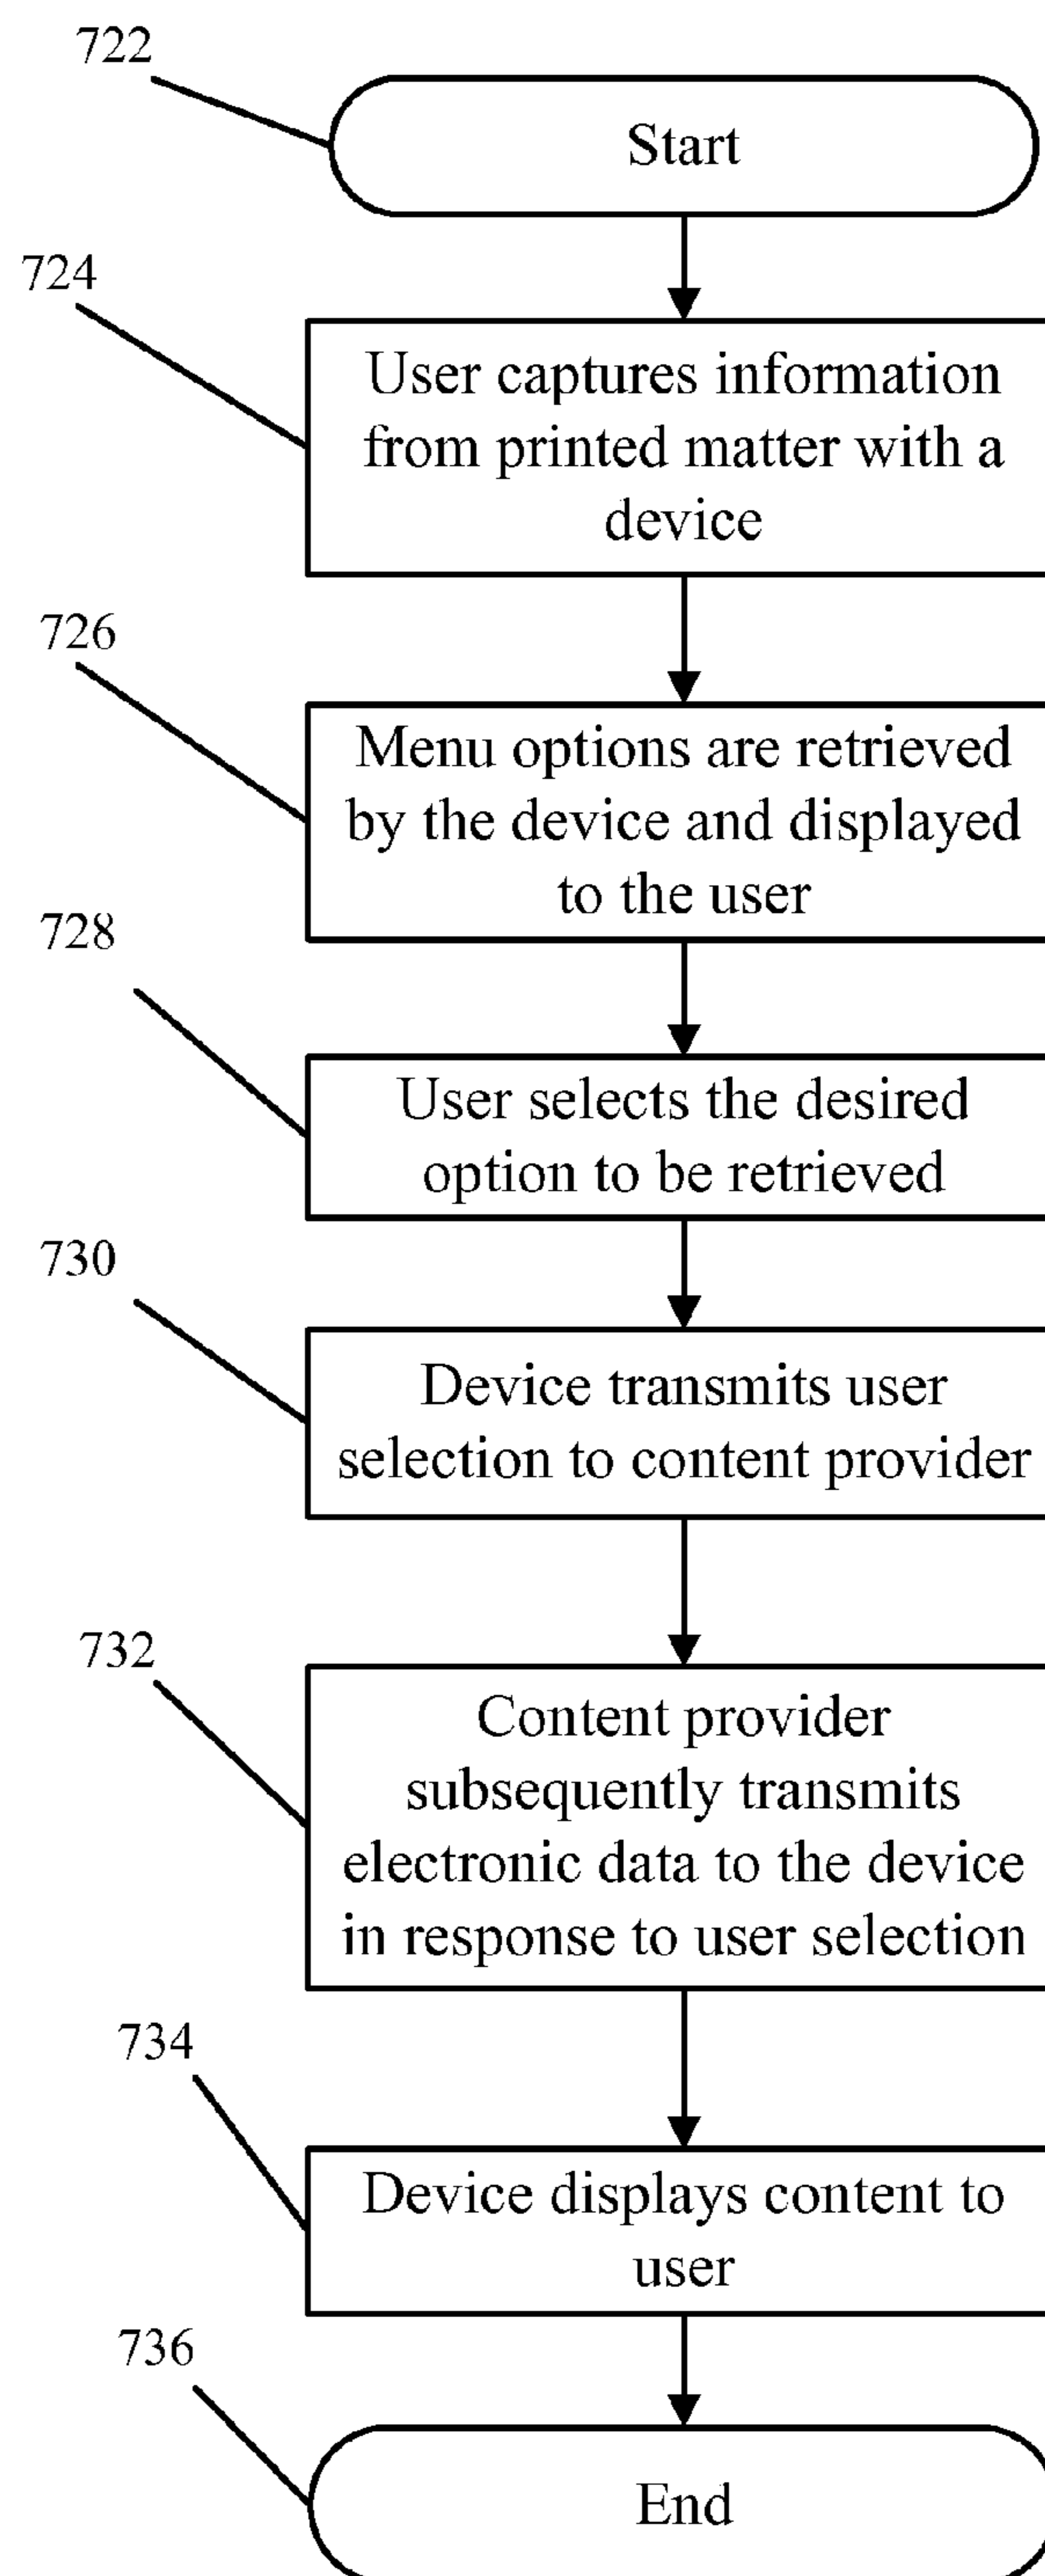 722
Start
724
User captures information
from printed matter with a
device
726
Menu options are retrieved
by the device and displayed
to the user
728
User selects the desired
option to be retrieved
730
Device transmits user
selection to content provider
732
Content provider
subsequently transmits
electronic data to the device
in response to user selection
734
Device displays content to
user
736
End